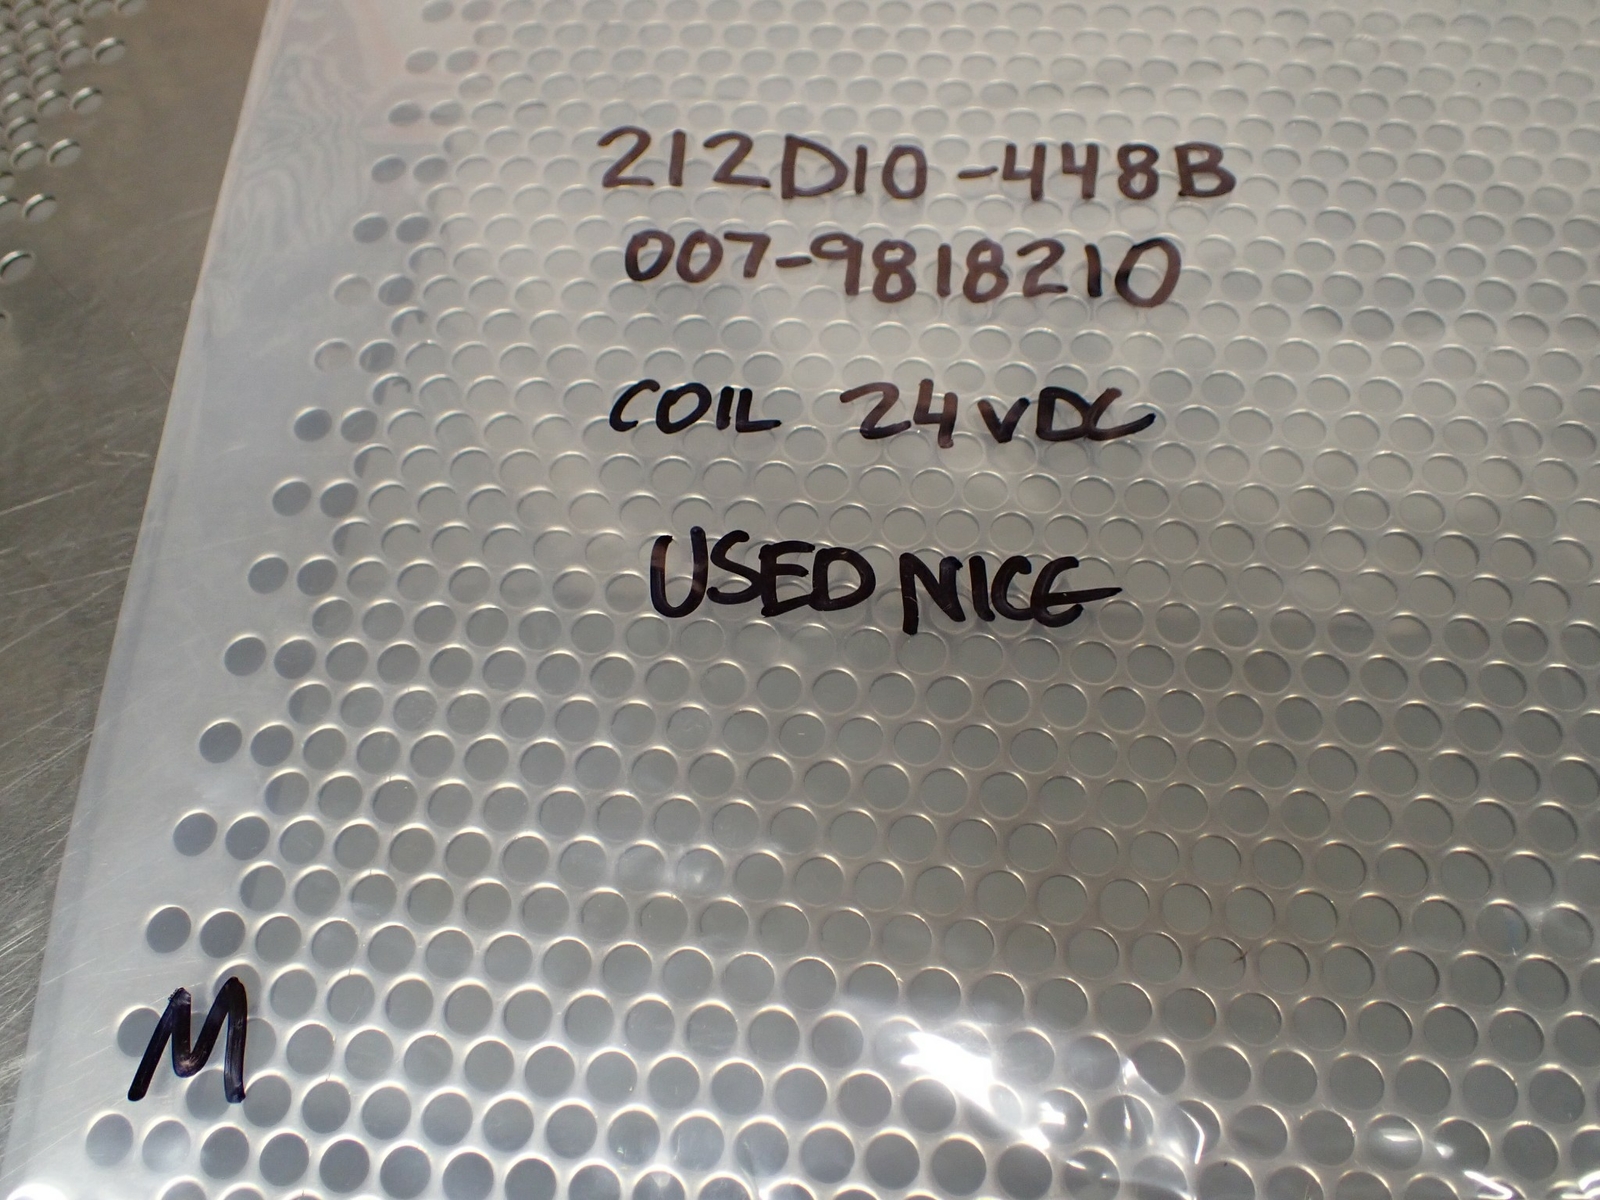 212D10-448B
007-9818210
COIL 24VDC
USED NICE
M